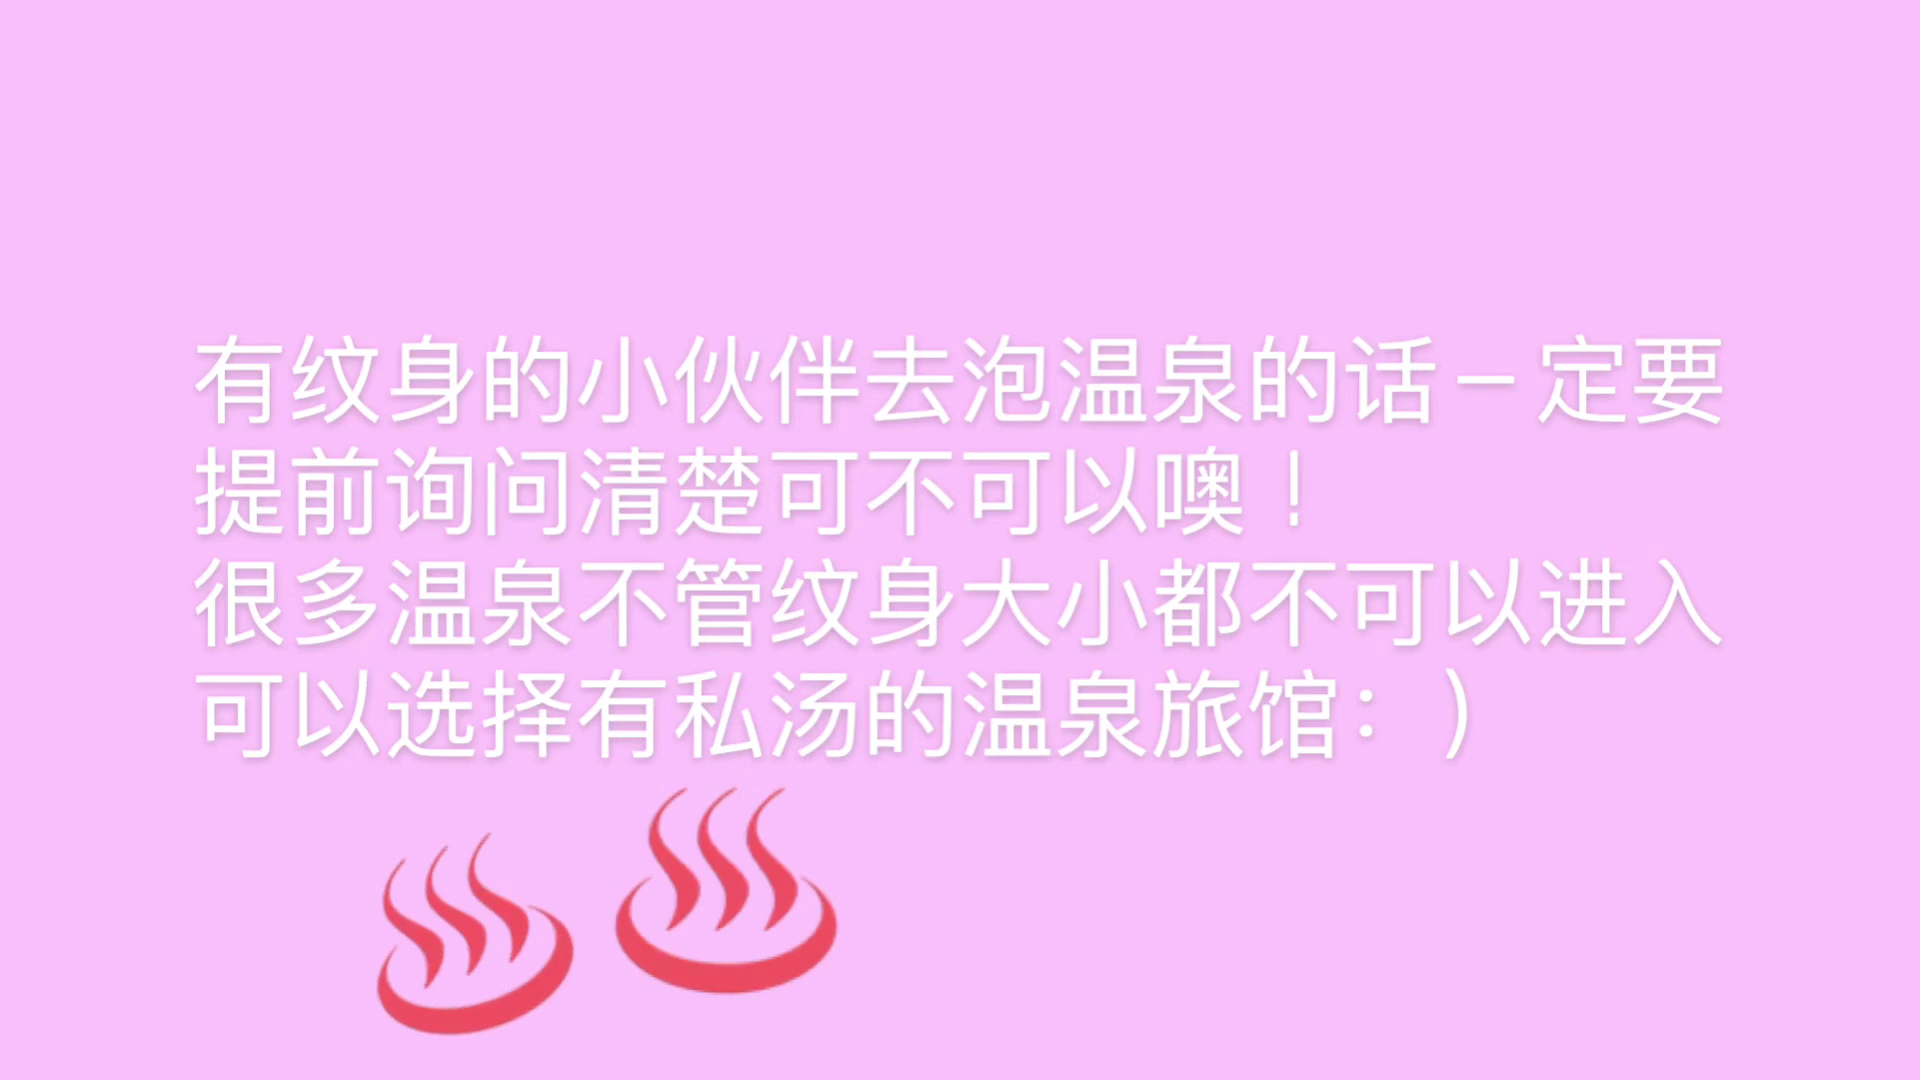 有纹身的小伙伴去泡温泉的话一定要
提前询问清楚可不可以噢！
很多温泉不管纹身大小都不可以进入
可以选择有私汤的温泉旅馆：）